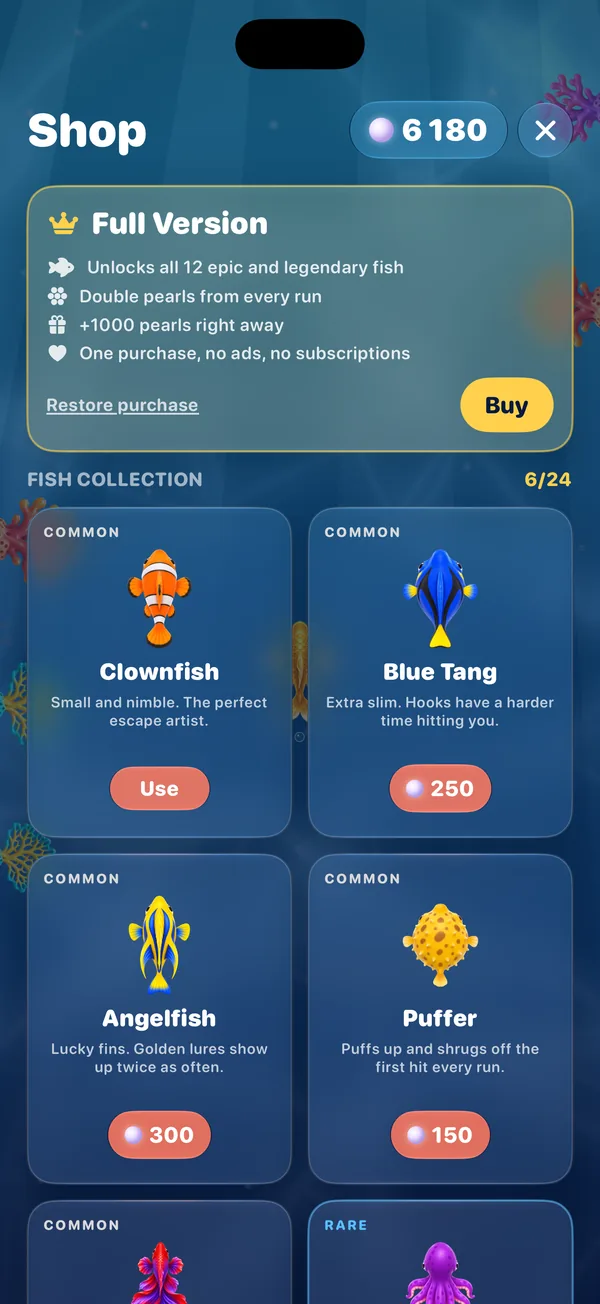 Shop
6 180
Full Version
Unlocks all 12 epic and legendary fish
Double pearls from every run
+1000 pearls right away
One purchase, no ads, no subscriptions
Restore purchase
Buy
FISH COLLECTION
6/24
COMMON
Clownfish
Small and nimble. The perfect
escape artist.
Use
COMMON
Blue Tang
Extra slim. Hooks have a harder
time hitting you.
250
COMMON
Angelfish
Lucky fins. Golden lures show
up twice as often.
300
COMMON
Puffer
Puffs up and shrugs off the
first hit every run.
150
COMMON
RARE